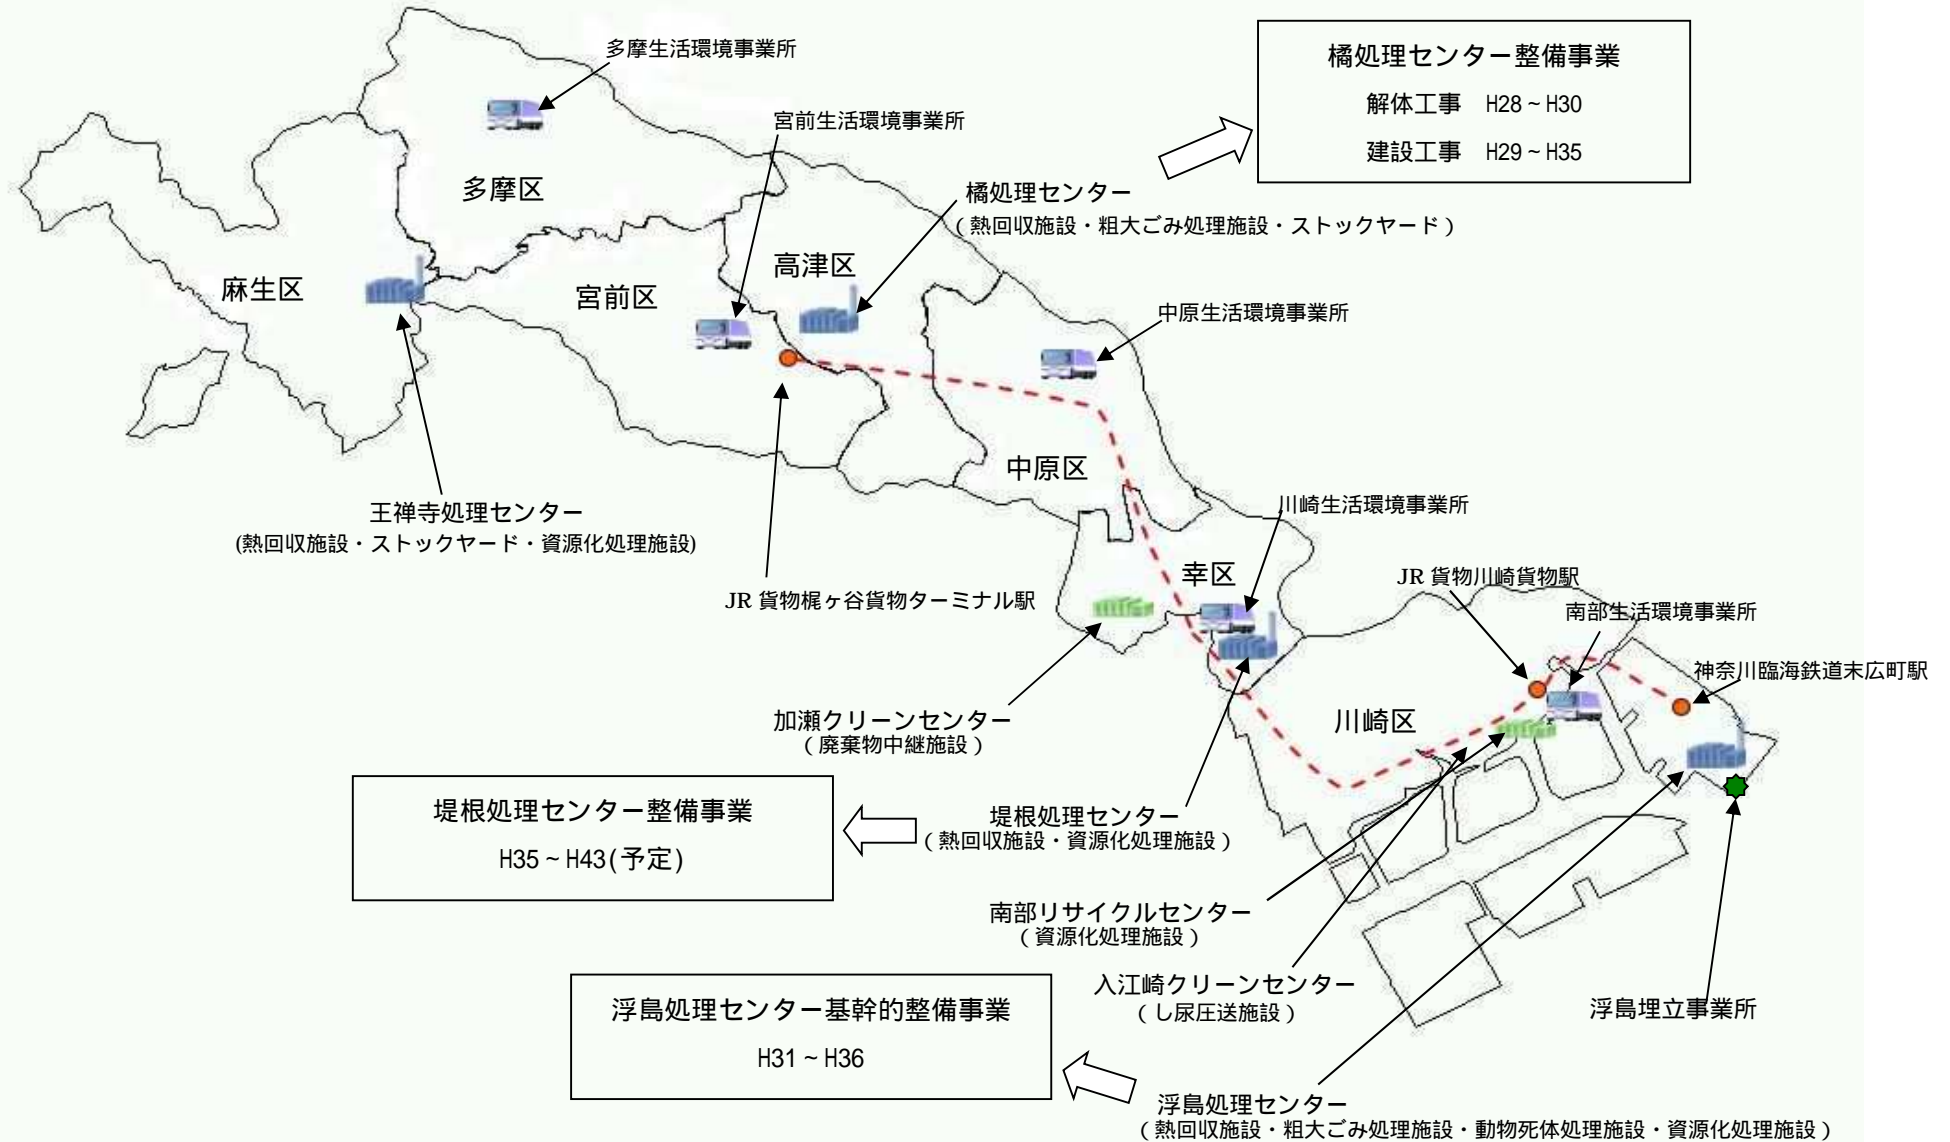 多摩生活環境事業所
橘処理センター整備事業
解体工事 H28～H30
建設工事 H29～H35
宮前生活環境事業所
多摩区
橘処理センター
（熱回収施設・粗大ごみ処理施設・ストックヤード）
高津区
麻生区
宮前区
中原生活環境事業所
中原区
王禅寺処理センター
(熱回収施設・ストックヤード・資源化処理施設)
川崎生活環境事業所
幸区
JR 貨物川崎貨物駅
JR 貨物梶ヶ谷貨物ターミナル駅
南部生活環境事業所
神奈川臨海鉄道末広町駅
加瀬クリーンセンター
（廃棄物中継施設）
川崎区
堤根処理センター整備事業
H35～H43(予定)
堤根処理センター
（熱回収施設・資源化処理施設）
南部リサイクルセンター
（資源化処理施設）
入江崎クリーンセンター
（し尿圧送施設）
浮島埋立事業所
浮島処理センター基幹的整備事業
H31～H36
浮島処理センター
（熱回収施設・粗大ごみ処理施設・動物死体処理施設・資源化処理施設）